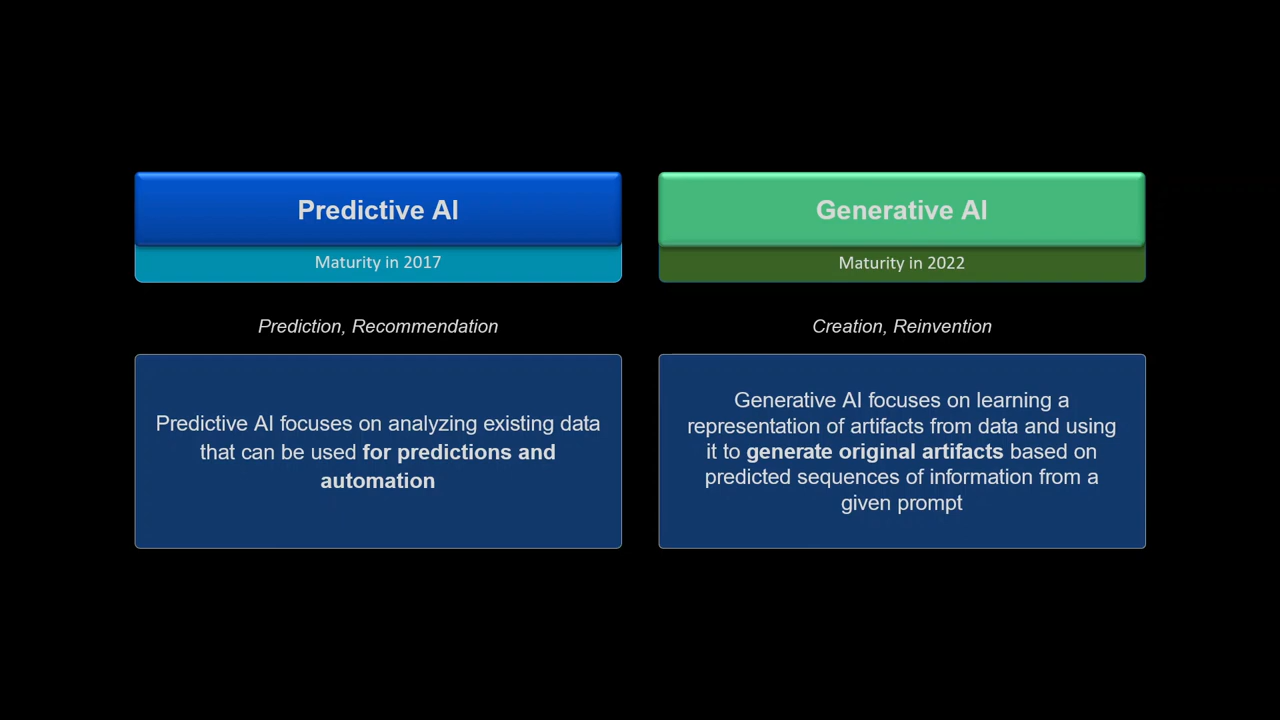 Predictive AI
Maturity in 2017
Prediction, Recommendation
Predictive AI focuses on analyzing existing data
that can be used for predictions and
automation
Generative AI
Maturity in 2022
Creation, Reinvention
Generative AI focuses on learning a
representation of artifacts from data and using
it to generate original artifacts based on
predicted sequences of information from a
given prompt